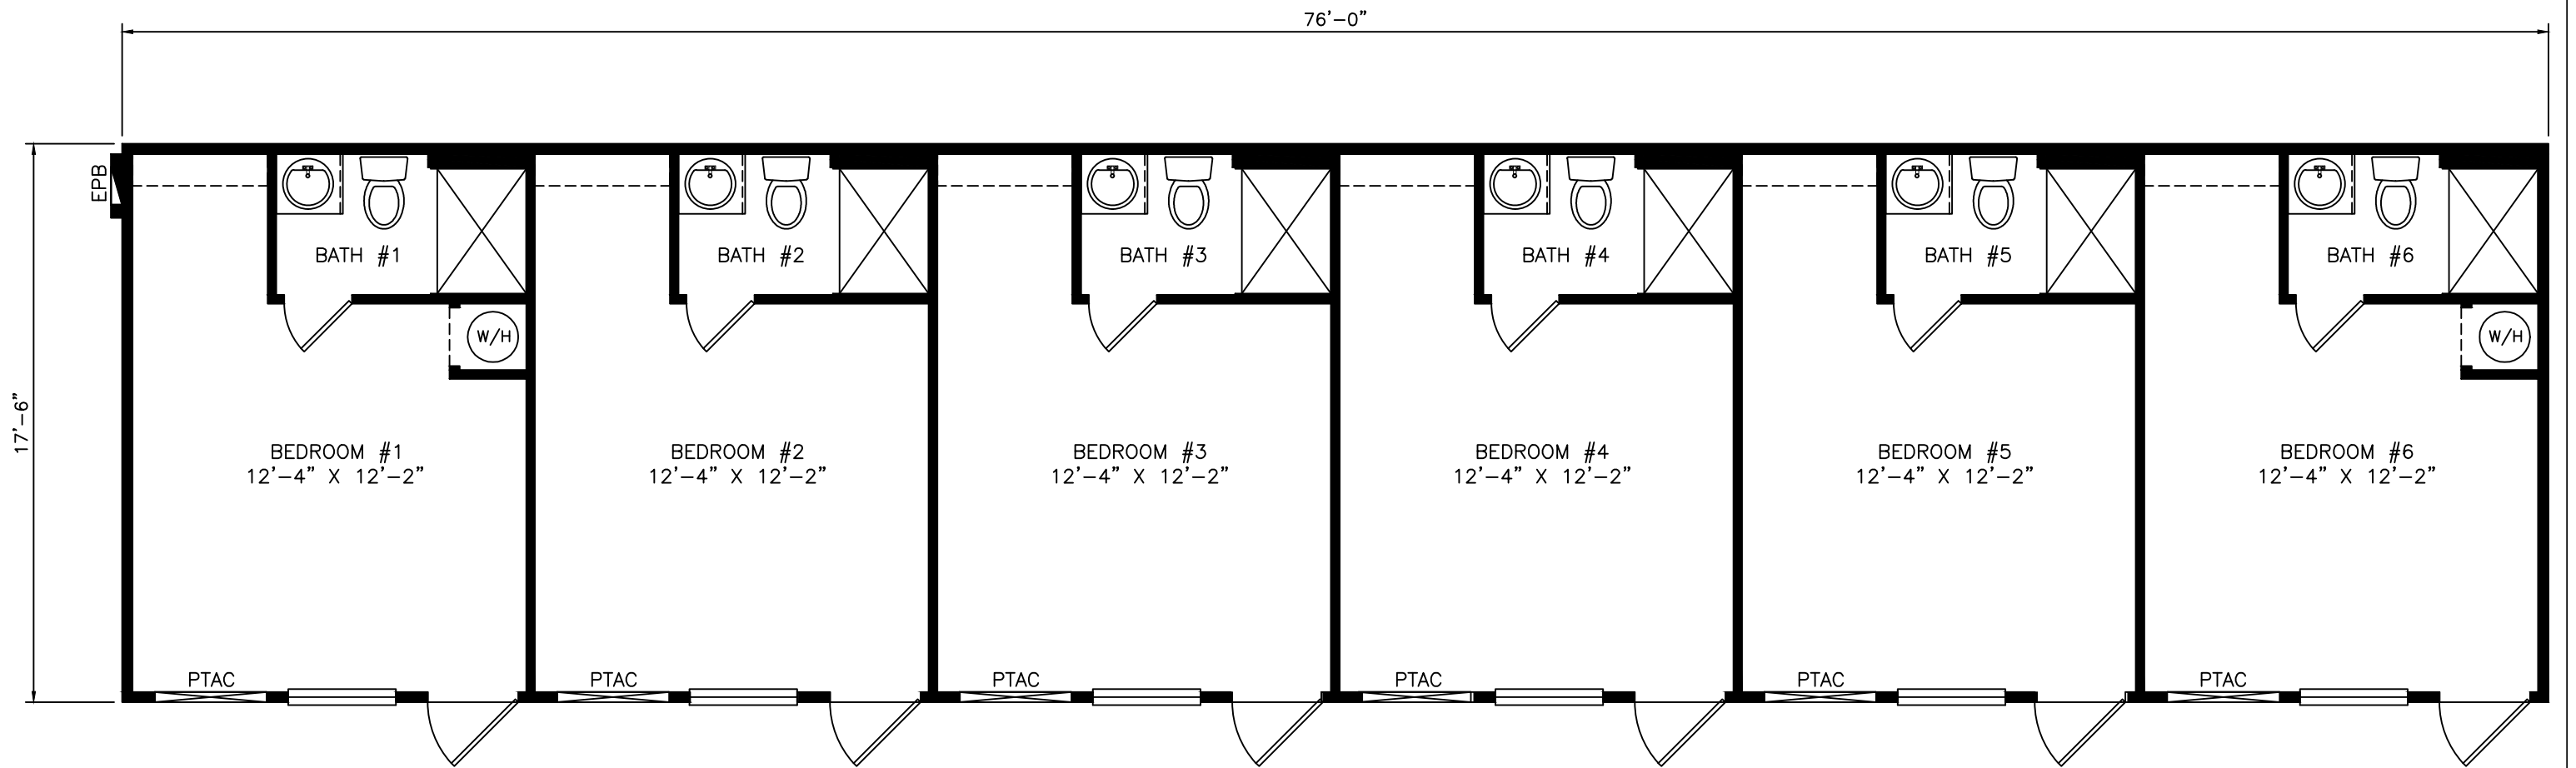 76'-0"
EPB
BATH #1
BATH #2
BATH #3
BATH #4
BATH #5
BATH #6
W/H
W/H
17'-6"
BEDROOM #1
12'-4" X 12'-2"
BEDROOM #2
12'-4" X 12'-2"
BEDROOM #3
12'-4" X 12'-2"
BEDROOM #4
12'-4" X 12'-2"
BEDROOM #5
12'-4" X 12'-2"
BEDROOM #6
12'-4" X 12'-2"
PTAC
PTAC
PTAC
PTAC
PTAC
PTAC